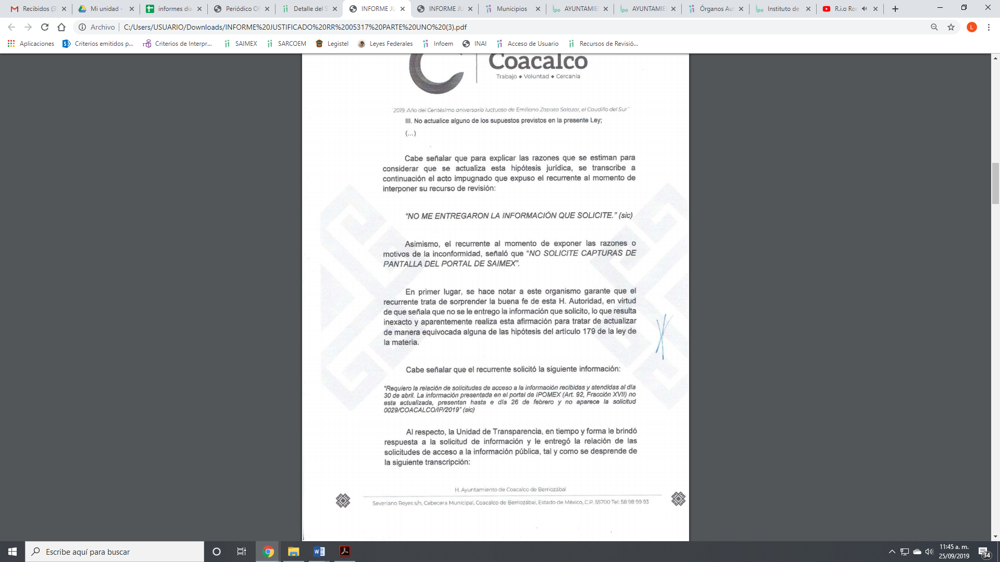 Recibidos (3
Mi unidad -
informes dia
Periódico Of
Detalle del S
INFORME JU
INFORME JU
Municipios
AYUNTAMIE
AYUNTAMIE
Órganos Aut
Instituto de
R.i.o Ro
Archivo
C:/Users/USUARIO/Downloads/INFORME%20JUSTIFICADO%20RR%2005317%20PARTE%20UNO%20(3).pdf
L
Aplicaciones
Criterios emitidos p...
Criterios de Interpr...
SAIMEX
SARCOEM
Legistel
Leyes Federales
Infoem
INAI
Acceso de Usuario
Recursos de Revisió...
Coacalco
Trabajo ◆ Voluntad ◆ Cercanía
¨2019. Año del Centésimo aniversario luctuoso de Emiliano Zapata Salazar, el Caudillo del Sur¨
III. No actualice alguno de los supuestos previstos en la presente Ley;
(...)
Cabe señalar que para explicar las razones que se estiman para
considerar que se actualiza esta hipótesis jurídica, se transcribe a
continuación el acto impugnado que expuso el recurrente al momento de
interponer su recurso de revisión:
“NO ME ENTREGARON LA INFORMACIÓN QUE SOLICITE.” (sic)
Asimismo, el recurrente al momento de exponer las razones o
motivos de la inconformidad, señaló que “NO SOLICITE CAPTURAS DE
PANTALLA DEL PORTAL DE SAIMEX”.
En primer lugar, se hace notar a este organismo garante que el
recurrente trata de sorprender la buena fe de esta H. Autoridad, en virtud
de que señala que no se le entrego la información que solicito, lo que resulta
inexacto y aparentemente realiza esta afirmación para tratar de actualizar
de manera equivocada alguna de las hipótesis del artículo 179 de la ley de
la materia.
Cabe señalar que el recurrente solicitó la siguiente información:
“Requiero la relación de solicitudes de acceso a la información recibidas y atendidas al día
30 de abril. La información presentada en el portal de IPOMEX (Art. 92, Fracción XVII) no
esta actualizada, presentan hasta e día 26 de febrero y no aparece la solicitud
0029/COACALCO/IP/2019” (sic)
Al respecto, la Unidad de Transparencia, en tiempo y forma le brindó
respuesta a la solicitud de información y le entregó la relación de las
solicitudes de acceso a la información pública, tal y como se desprende de
la siguiente transcripción:
H. Ayuntamiento de Coacalco de Berriozábal
Severiano Reyes s/n, Cabecera Municipal, Coacalco de Berriozábal, Estado de México, C.P. 55700 Tel: 58 98 99 93
Escribe aquí para buscar
11:45 a. m.
25/09/2019
34